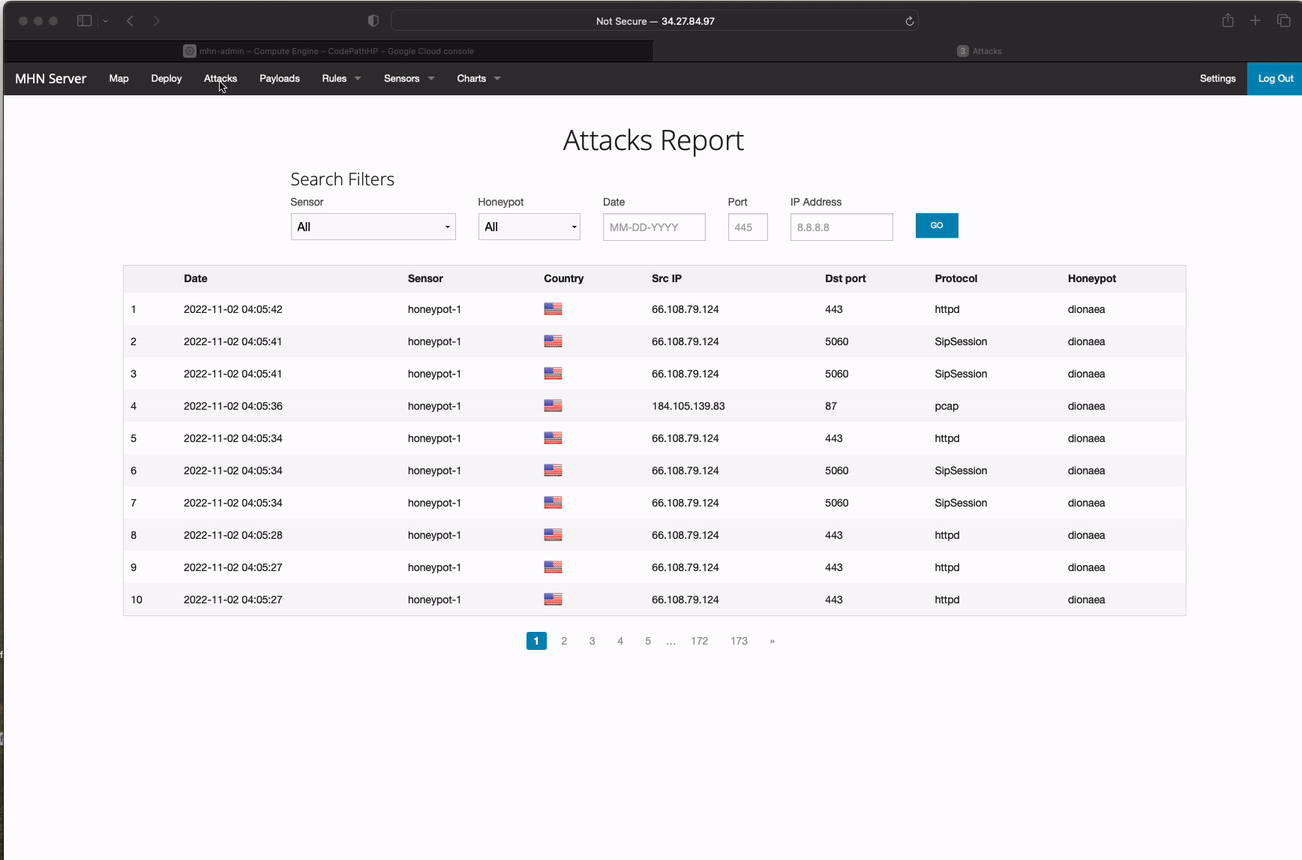 Not Secure — 34.27.84.97
mhn-admin – Compute Engine – CodePathHP – Google Cloud console
3 Attacks
MHN Server Map Deploy Attacks Payloads Rules Sensors Charts Settings Log Out
Attacks Report
Search Filters
Sensor Honeypot Date Port IP Address
All All MM-DD-YYYY 445 8.8.8.8 GO
Date Sensor Country Src IP Dst port Protocol Honeypot
1 2022-11-02 04:05:42 honeypot-1 66.108.79.124 443 httpd dionaea
2 2022-11-02 04:05:41 honeypot-1 66.108.79.124 5060 SipSession dionaea
3 2022-11-02 04:05:41 honeypot-1 66.108.79.124 5060 SipSession dionaea
4 2022-11-02 04:05:36 honeypot-1 184.105.139.83 87 pcap dionaea
5 2022-11-02 04:05:34 honeypot-1 66.108.79.124 443 httpd dionaea
6 2022-11-02 04:05:34 honeypot-1 66.108.79.124 5060 SipSession dionaea
7 2022-11-02 04:05:34 honeypot-1 66.108.79.124 5060 SipSession dionaea
8 2022-11-02 04:05:28 honeypot-1 66.108.79.124 443 httpd dionaea
9 2022-11-02 04:05:27 honeypot-1 66.108.79.124 443 httpd dionaea
10 2022-11-02 04:05:27 honeypot-1 66.108.79.124 443 httpd dionaea
1 2 3 4 5 ... 172 173 »